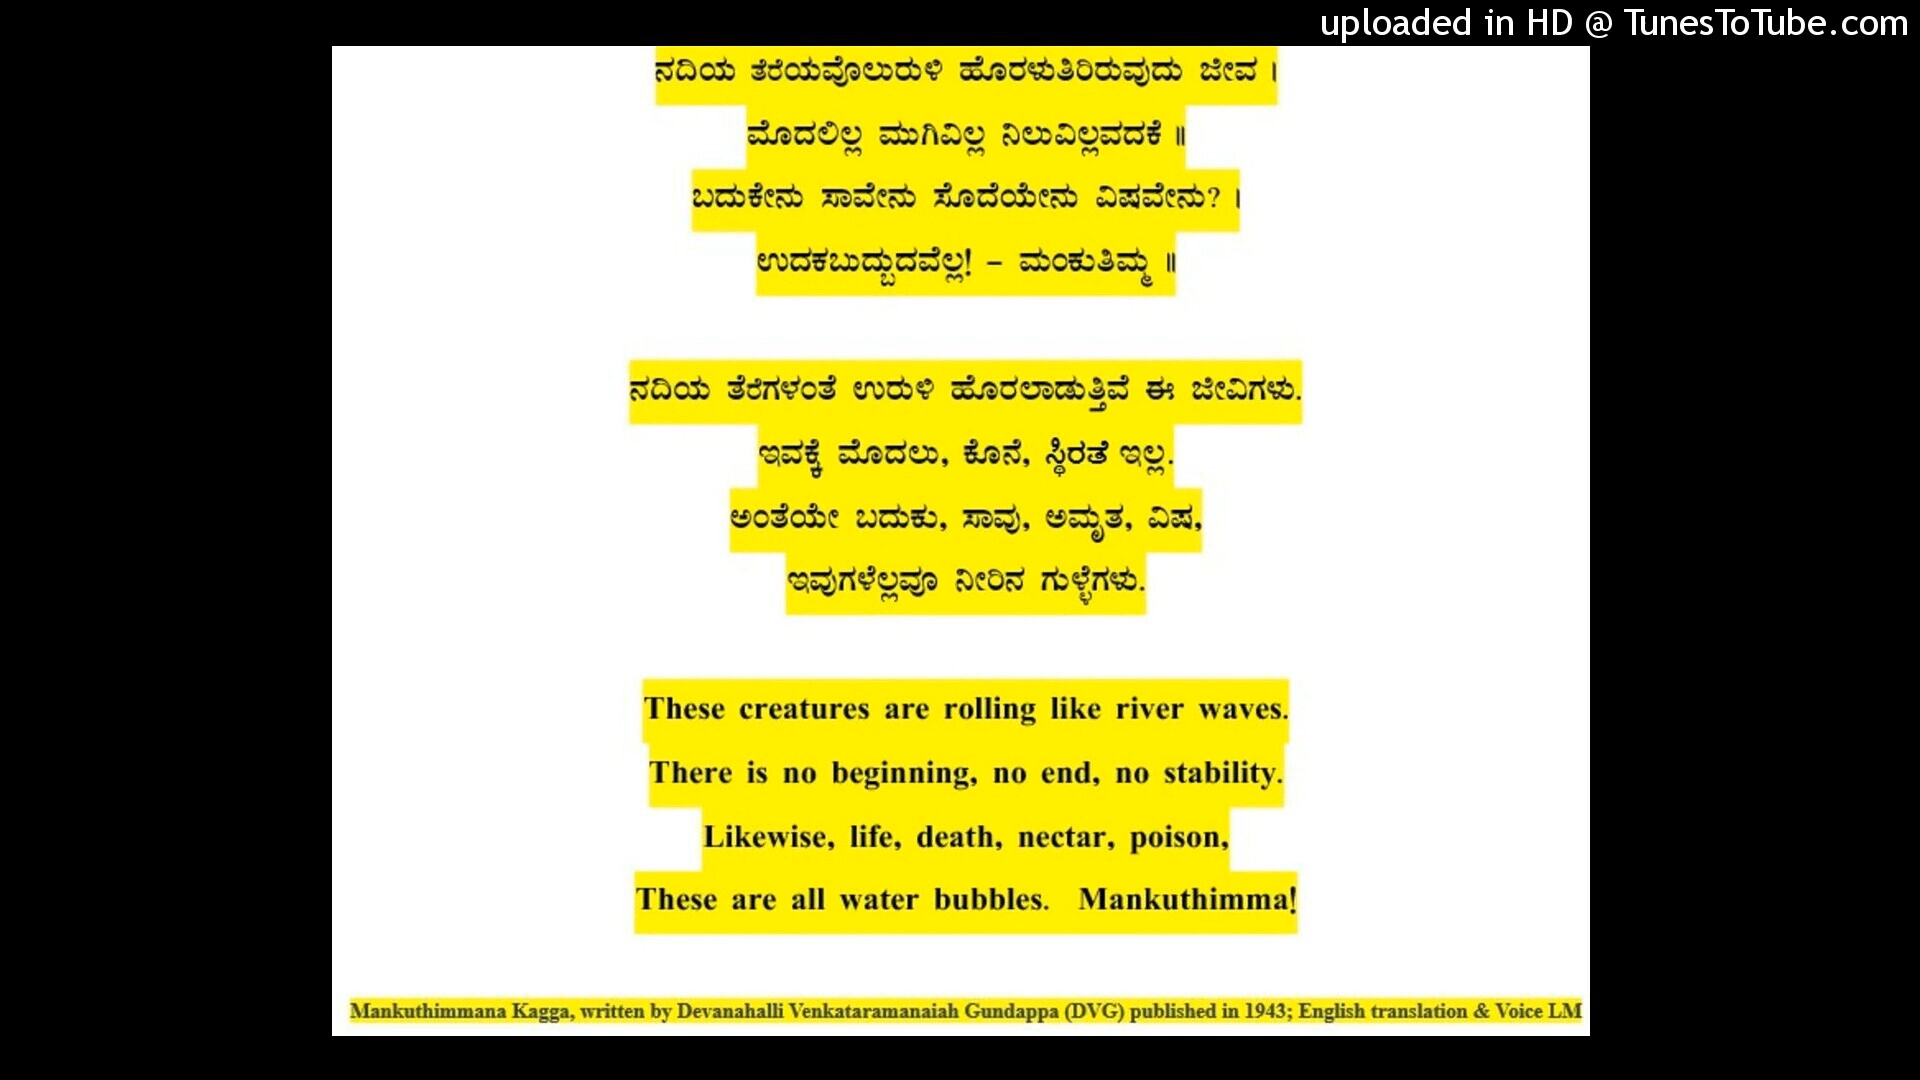 uploaded in HD @ TunesToTube.com
ನದಿಯ ತೆರೆಯವೊಲುರುಳಿ ಹೊರಳುತಿರಿರುವುದು ಜೀವ ।
ಮೊದಲಿಲ್ಲ ಮುಗಿವಿಲ್ಲ ನಿಲುವಿಲ್ಲವದಕೆ ॥
ಬದುಕೇನು ಸಾವೇನು ಸೊದೆಯೇನು ವಿಷವೇನು? ।
ಉದಕಬುದ್ಬುದವೆಲ್ಲ! – ಮಂಕುತಿಮ್ಮ ॥
ನದಿಯ ತೆರೆಗಳಂತೆ ಉರುಳಿ ಹೊರಲಾಡುತ್ತಿವೆ ಈ ಜೀವಿಗಳು.
ಇವಕ್ಕೆ ಮೊದಲು, ಕೊನೆ, ಸ್ಥಿರತೆ ಇಲ್ಲ.
ಅಂತೆಯೇ ಬದುಕು, ಸಾವು, ಅಮೃತ, ವಿಷ,
ಇವುಗಳೆಲ್ಲವೂ ನೀರಿನ ಗುಳ್ಳೆಗಳು.
These creatures are rolling like river waves.
There is no beginning, no end, no stability.
Likewise, life, death, nectar, poison,
These are all water bubbles. Mankuthimma!
Mankuthimmana Kagga, written by Devanahalli Venkataramanaiah Gundappa (DVG) published in 1943; English translation & Voice LM